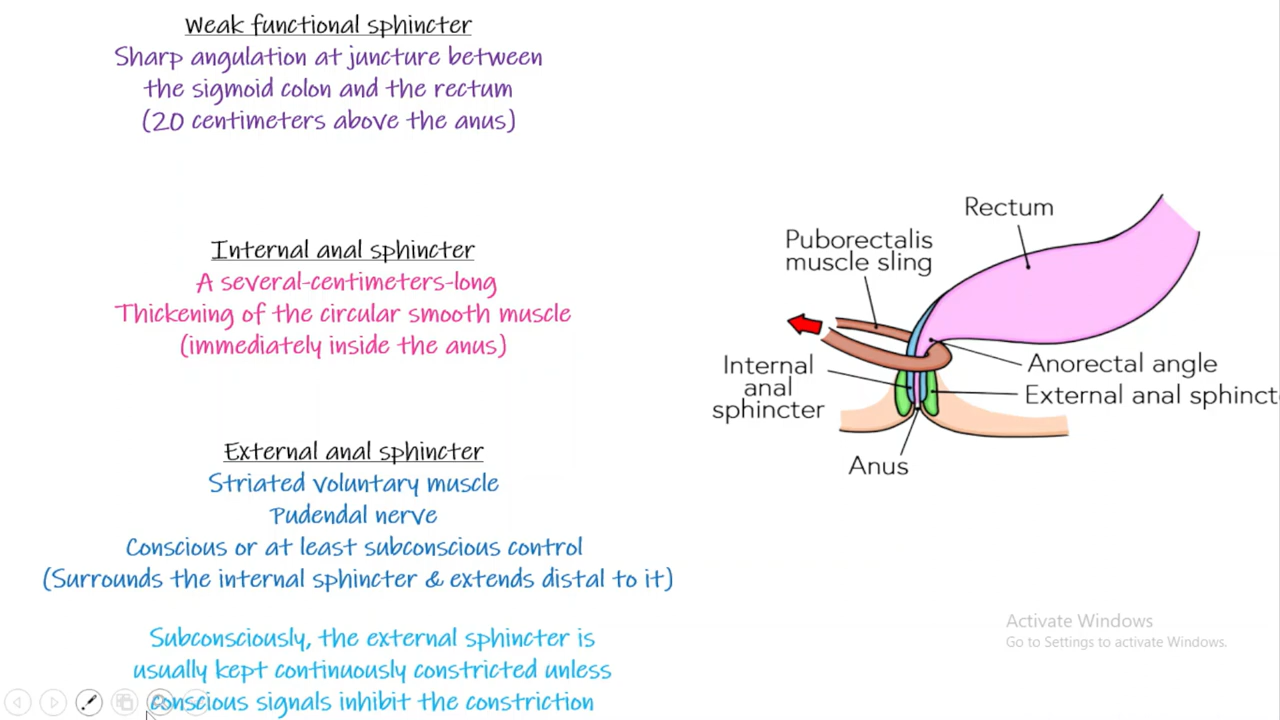 Weak functional sphincter
Sharp angulation at juncture between
the sigmoid colon and the rectum
(20 centimeters above the anus)
Internal anal sphincter
A several-centimeters-long
Thickening of the circular smooth muscle
(immediately inside the anus)
External anal sphincter
Striated voluntary muscle
Pudendal nerve
Conscious or at least subconscious control
(Surrounds the internal sphincter & extends distal to it)
Subconsciously, the external sphincter is
usually kept continuously constricted unless
conscious signals inhibit the constriction
Rectum
Puborectalis
muscle sling
Anorectal angle
Internal
anal
sphincter
External anal sphinct
Anus
Activate Windows
Go to Settings to activate Windows.